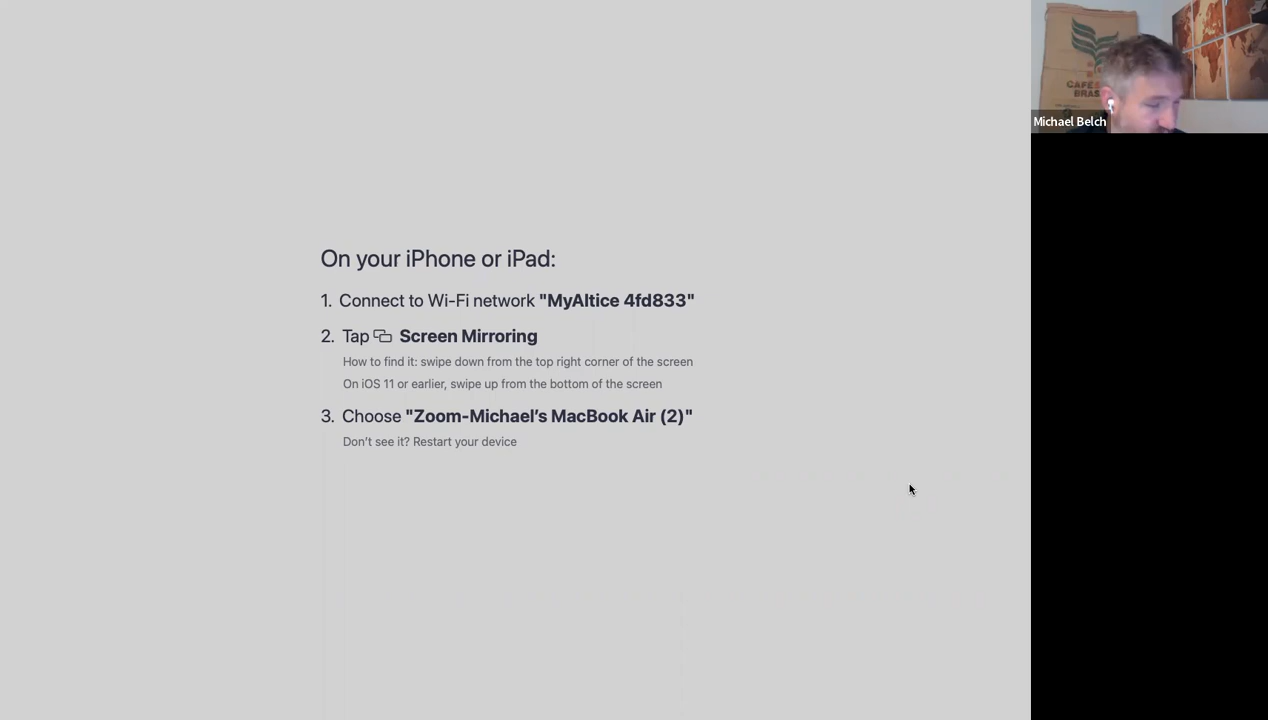 On your iPhone or iPad:
1. Connect to Wi-Fi network "MyAltice 4fd833"
2. Tap Screen Mirroring
How to find it: swipe down from the top right corner of the screen
On iOS 11 or earlier, swipe up from the bottom of the screen
3. Choose "Zoom-Michael’s MacBook Air (2)"
Don’t see it? Restart your device
CAFÉ
BRAS
Michael Belch